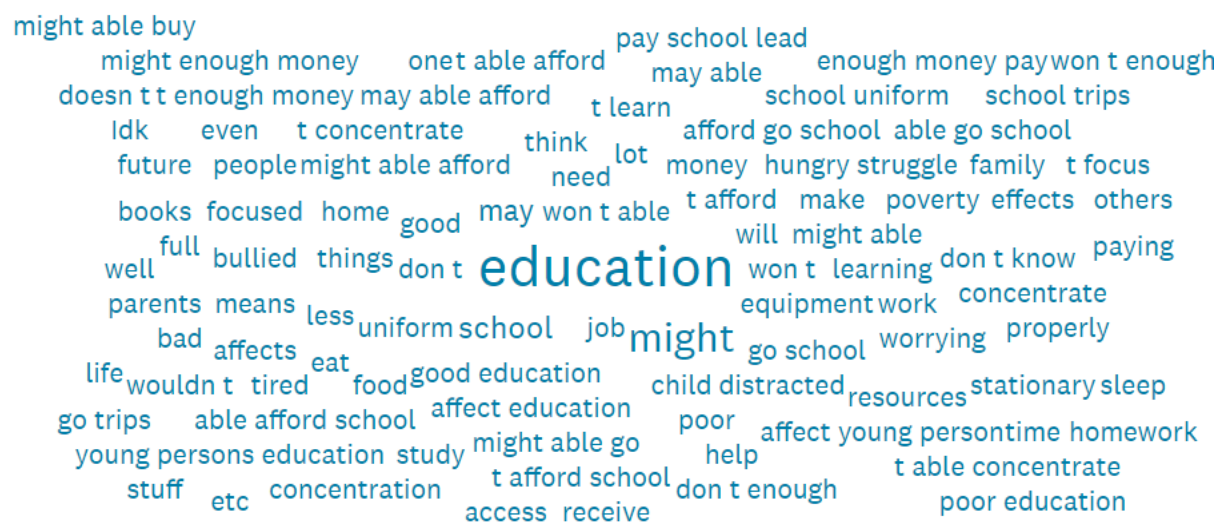 might able buy
pay school lead
might enough money one t able afford may able enough money pay won t enough
doesn t t enough money may able afford t learn school uniform school trips
Idk even t concentrate think lot afford go school able go school
future people might able afford need money hungry struggle family t focus
books focused home good may won t able t afford make poverty effects others
well full bullied things don t education will might able won t learning don t know paying
parents means less uniform school job might equipment work concentrate
bad affects eat go school worrying properly
life wouldn t tired food good education child distracted resources stationary sleep
go trips able afford school affect education poor affect young person time homework
young persons education study might able go help t able concentrate
stuff etc concentration t afford school don t enough poor education
access receive